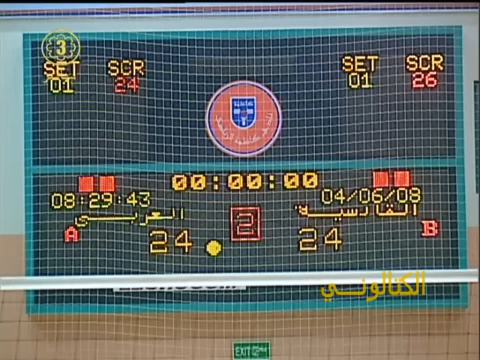 3
SET SCR
01 24
SET SCR
01 26
00:00:00
08:29:43
04/06/08
العربي
القادسية
A
24
2
24
B
الكنالوني
EXIT